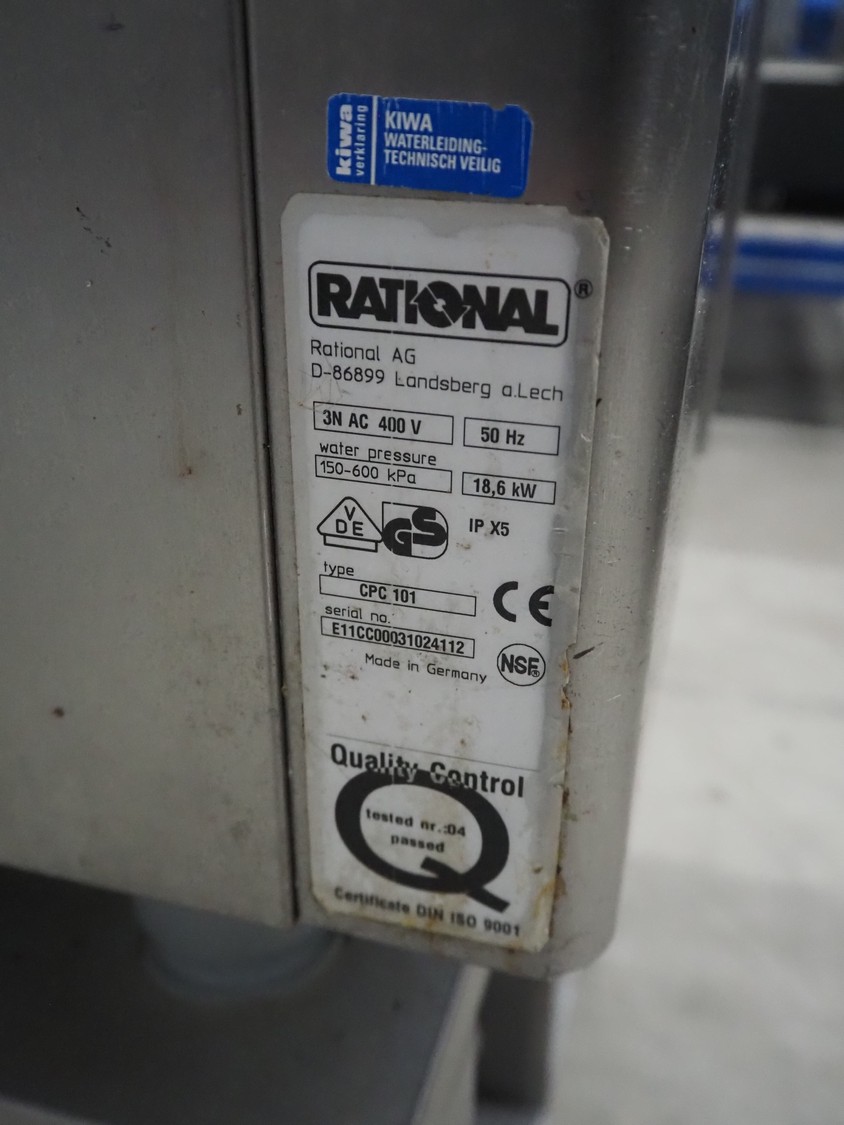 kiwa
verklaring
KIWA
WATERLEIDING-
TECHNISCH VEILIG
RATIONAL®
Rational AG
D-86899 Landsberg a.Lech
3N AC 400 V
50 Hz
water pressure
150-600 kPa
18,6 kW
VDE
GS
IP X5
type
CPC 101
CE
serial no.
E11CC00031024112
Made in Germany
NSF®
Quality Control
tested nr.:04
passed
Certificate DIN ISO 9001